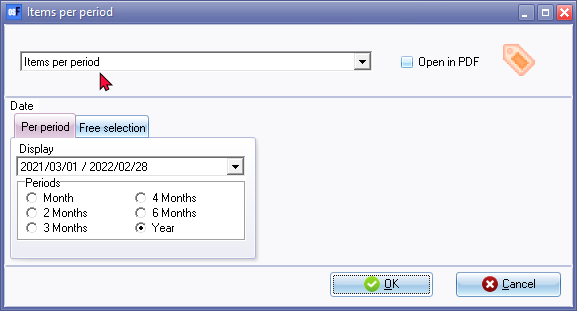 Items per period
Items per period
Open in PDF
Date
Per period
Free selection
Display
2021/03/01 / 2022/02/28
Periods
Month
4 Months
2 Months
6 Months
3 Months
Year
OK
Cancel